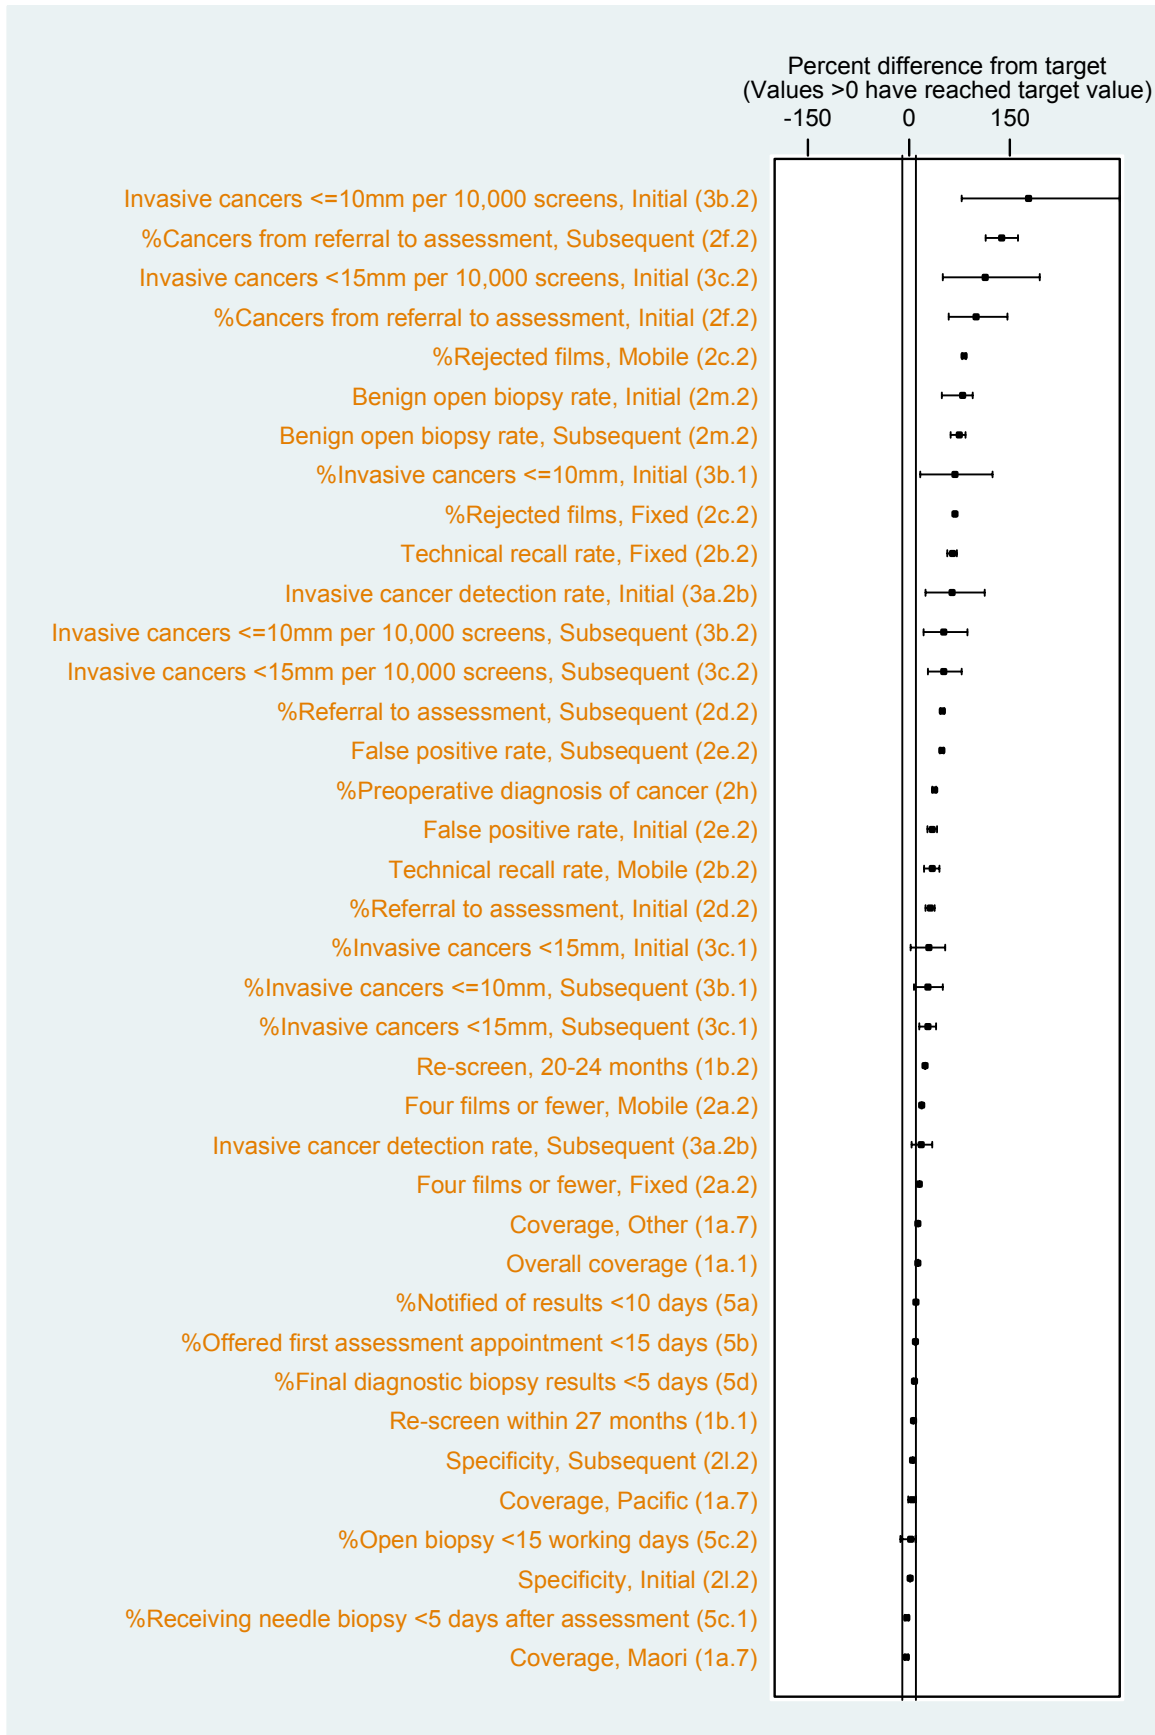 Percent difference from target
(Values >0 have reached target value)
-150 0 150
Invasive cancers <=10mm per 10,000 screens, Initial (3b.2)
%Cancers from referral to assessment, Subsequent (2f.2)
Invasive cancers <15mm per 10,000 screens, Initial (3c.2)
%Cancers from referral to assessment, Initial (2f.2)
%Rejected films, Mobile (2c.2)
Benign open biopsy rate, Initial (2m.2)
Benign open biopsy rate, Subsequent (2m.2)
%Invasive cancers <=10mm, Initial (3b.1)
%Rejected films, Fixed (2c.2)
Technical recall rate, Fixed (2b.2)
Invasive cancer detection rate, Initial (3a.2b)
Invasive cancers <=10mm per 10,000 screens, Subsequent (3b.2)
Invasive cancers <15mm per 10,000 screens, Subsequent (3c.2)
%Referral to assessment, Subsequent (2d.2)
False positive rate, Subsequent (2e.2)
%Preoperative diagnosis of cancer (2h)
False positive rate, Initial (2e.2)
Technical recall rate, Mobile (2b.2)
%Referral to assessment, Initial (2d.2)
%Invasive cancers <15mm, Initial (3c.1)
%Invasive cancers <=10mm, Subsequent (3b.1)
%Invasive cancers <15mm, Subsequent (3c.1)
Re-screen, 20-24 months (1b.2)
Four films or fewer, Mobile (2a.2)
Invasive cancer detection rate, Subsequent (3a.2b)
Four films or fewer, Fixed (2a.2)
Coverage, Other (1a.7)
Overall coverage (1a.1)
%Notified of results <10 days (5a)
%Offered first assessment appointment <15 days (5b)
%Final diagnostic biopsy results <5 days (5d)
Re-screen within 27 months (1b.1)
Specificity, Subsequent (2l.2)
Coverage, Pacific (1a.7)
%Open biopsy <15 working days (5c.2)
Specificity, Initial (2l.2)
%Receiving needle biopsy <5 days after assessment (5c.1)
Coverage, Maori (1a.7)